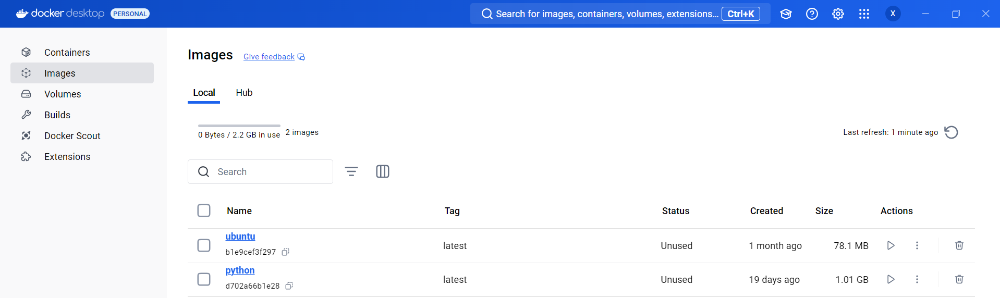 docker desktop PERSONAL
Search for images, containers, volumes, extensions... Ctrl+K
X
Containers
Images
Volumes
Builds
Docker Scout
Extensions
Images Give feedback
Local Hub
0 Bytes / 2.2 GB in use 2 images
Last refresh: 1 minute ago
Search
Name Tag Status Created Size Actions
ubuntu
b1e9cef3f297
latest Unused 1 month ago 78.1 MB
python
d702a66b1e28
latest Unused 19 days ago 1.01 GB